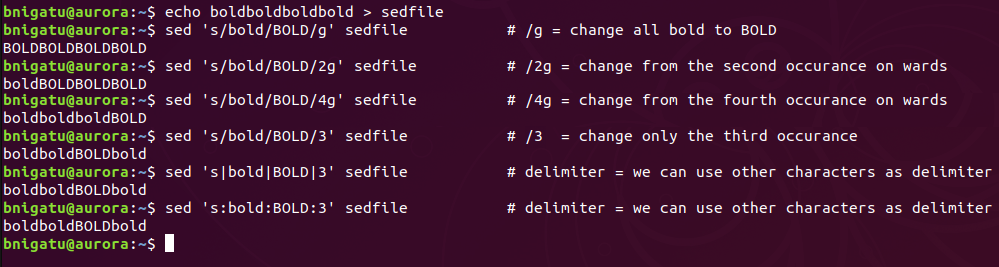 bnigatu@aurora:~$ echo boldboldboldbold > sedfile
bnigatu@aurora:~$ sed 's/bold/BOLD/g' sedfile # /g = change all bold to BOLD
BOLDBOLDBOLDBOLD
bnigatu@aurora:~$ sed 's/bold/BOLD/2g' sedfile # /2g = change from the second occurance on wards
boldBOLDBOLDBOLD
bnigatu@aurora:~$ sed 's/bold/BOLD/4g' sedfile # /4g = change from the fourth occurance on wards
boldboldboldBOLD
bnigatu@aurora:~$ sed 's/bold/BOLD/3' sedfile # /3  = change only the third occurance
boldboldBOLDbold
bnigatu@aurora:~$ sed 's|bold|BOLD|3' sedfile # delimiter = we can use other characters as delimiter
boldboldBOLDbold
bnigatu@aurora:~$ sed 's:bold:BOLD:3' sedfile # delimiter = we can use other characters as delimiter
boldboldBOLDbold
bnigatu@aurora:~$